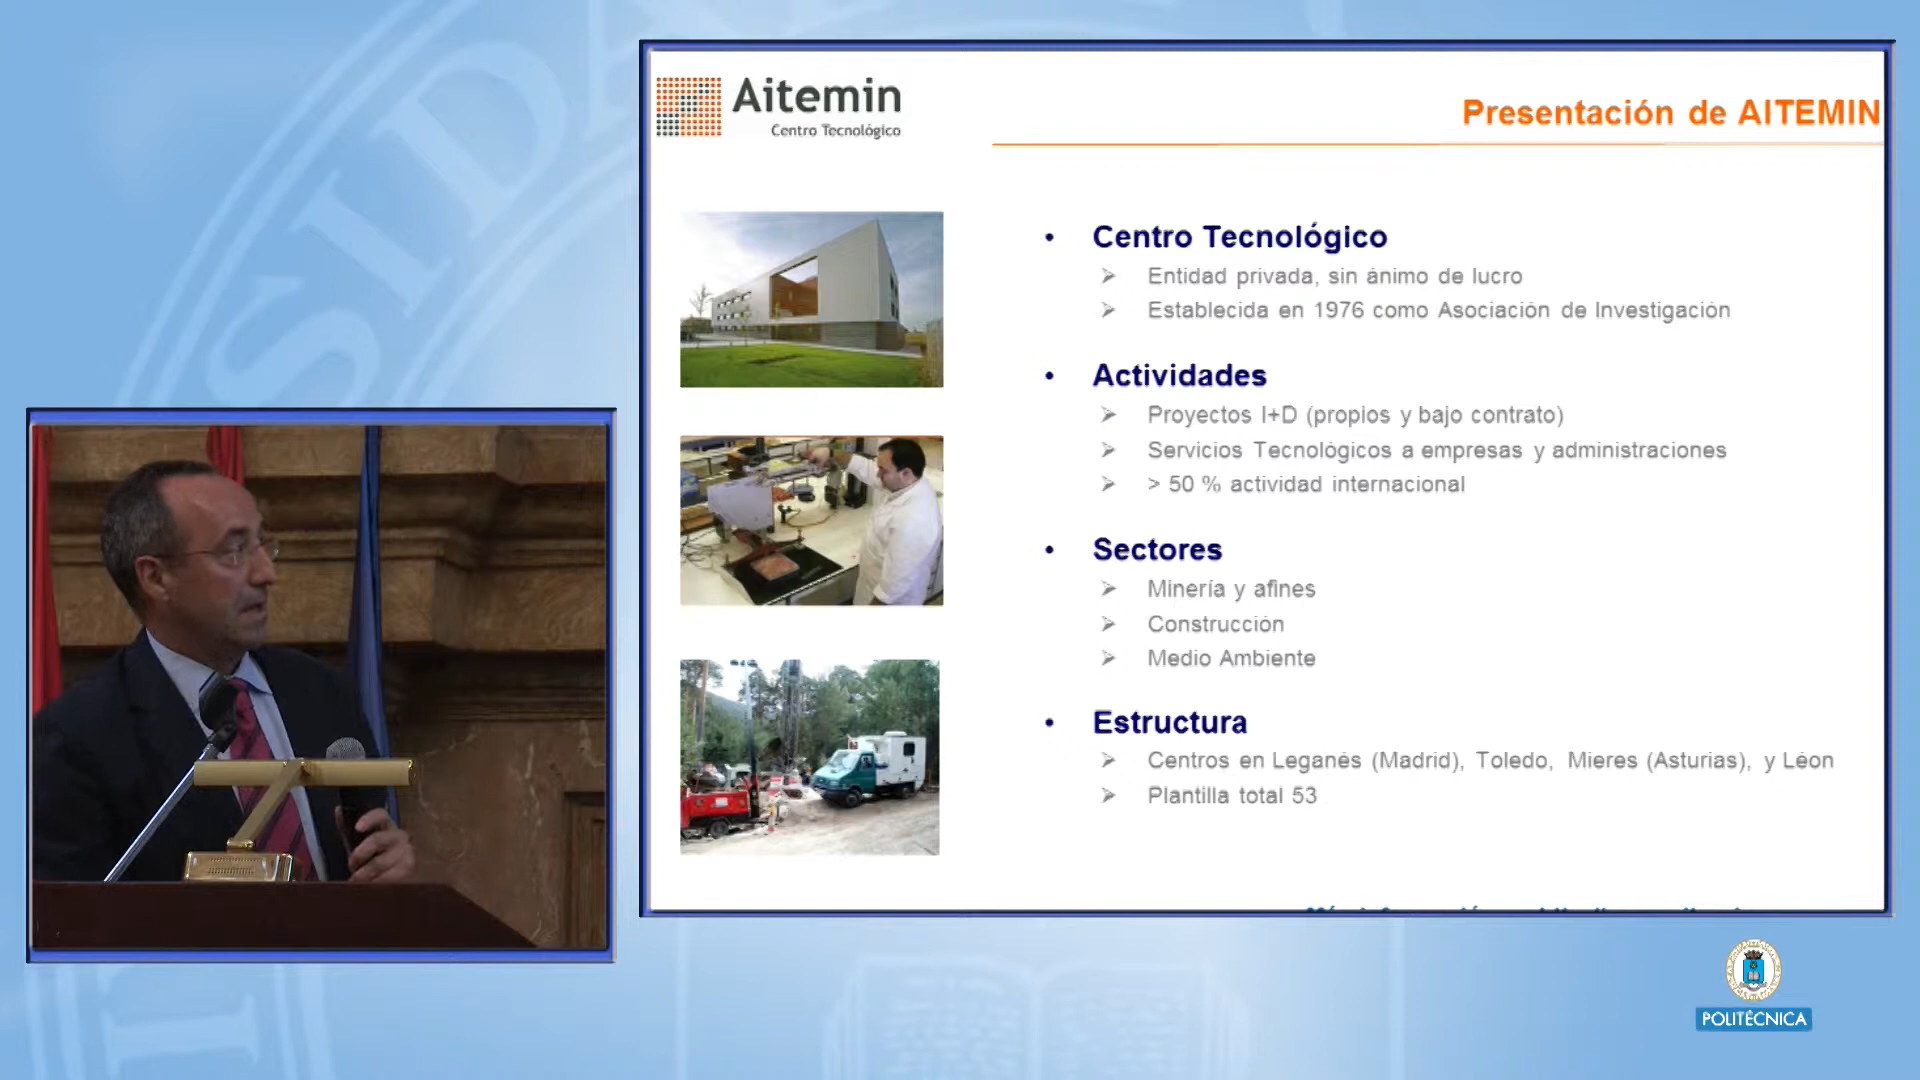 Aitemin
Centro Tecnológico
Presentación de AITEMIN
• Centro Tecnológico
➢ Entidad privada, sin ánimo de lucro
➢ Establecida en 1976 como Asociación de Investigación
• Actividades
➢ Proyectos I+D (propios y bajo contrato)
➢ Servicios Tecnológicos a empresas y administraciones
➢ > 50 % actividad internacional
• Sectores
➢ Minería y afines
➢ Construcción
➢ Medio Ambiente
• Estructura
➢ Centros en Leganés (Madrid), Toledo, Mieres (Asturias), y Léon
➢ Plantilla total 53
POLITÉCNICA